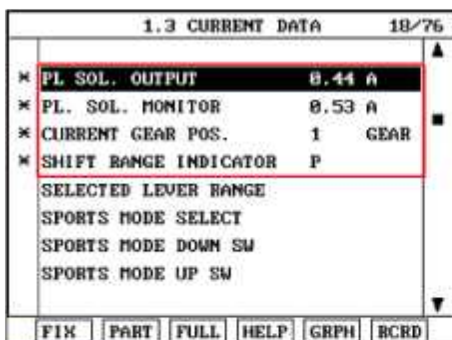 1.3 CURRENT DATA 18/76
* PL SOL. OUTPUT 0.44 A
* PL. SOL. MONITOR 0.53 A
* CURRENT GEAR POS. 1 GEAR
* SHIFT RANGE INDICATOR P
SELECTED LEVER RANGE
SPORTS MODE SELECT
SPORTS MODE DOWN SW
SPORTS MODE UP SW
FIX PART FULL HELP GRPH RCRD